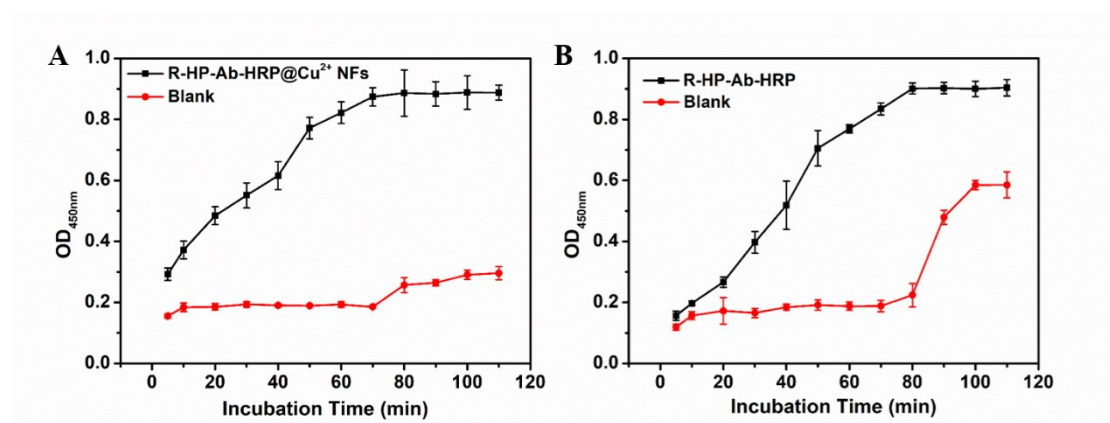 A
R-HP-Ab-HRP@Cu²⁺ NFs
Blank
OD₄₅₀nm
1.0
0.8
0.6
0.4
0.2
0.0
0 20 40 60 80 100 120
Incubation Time (min)
B
R-HP-Ab-HRP
Blank
OD₄₅₀nm
1.0
0.8
0.6
0.4
0.2
0.0
0 20 40 60 80 100 120
Incubation Time (min)